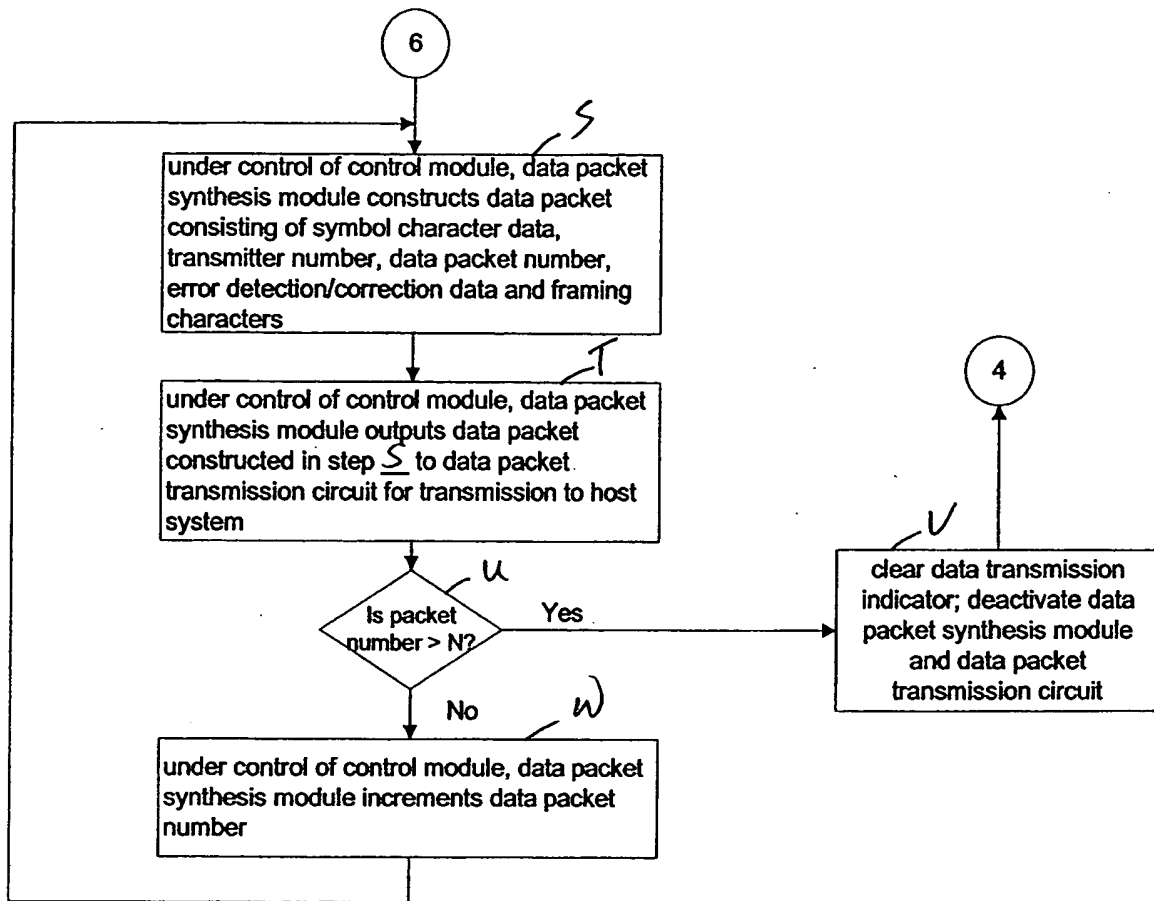 6
S
under control of control module, data packet
synthesis module constructs data packet
consisting of symbol character data,
transmitter number, data packet number,
error detection/correction data and framing
characters
T
under control of control module, data packet
synthesis module outputs data packet
constructed in step S to data packet
transmission circuit for transmission to host
system
4
U
Is packet
number > N?
Yes
V
clear data transmission
indicator; deactivate data
packet synthesis module
and data packet
transmission circuit
No
W
under control of control module, data packet
synthesis module increments data packet
number